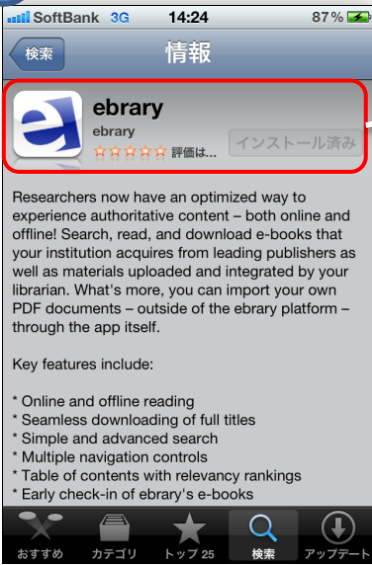 SoftBank 3G 14:24 87%
検索 情報
ebrary
ebrary
評価は...
インストール済み
Researchers now have an optimized way to
experience authoritative content – both online and
offline! Search, read, and download e-books that
your institution acquires from leading publishers as
well as materials uploaded and integrated by your
librarian. What's more, you can import your own
PDF documents – outside of the ebrary platform –
through the app itself.
Key features include:
* Online and offline reading
* Seamless downloading of full titles
* Simple and advanced search
* Multiple navigation controls
* Table of contents with relevancy rankings
* Early check-in of ebrary's e-books
おすすめ カテゴリ トップ 25 検索 アップデート